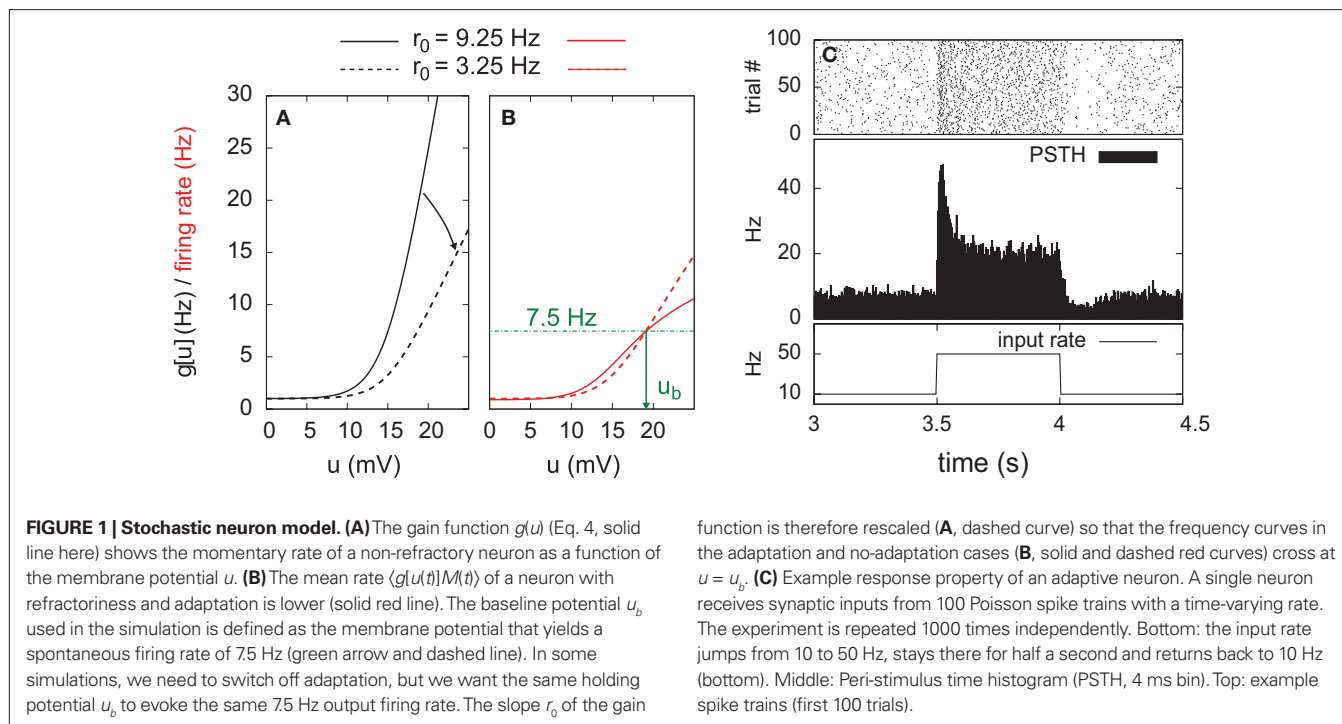 r_0 = 9.25 Hz
r_0 = 3.25 Hz
g[u] (Hz) / firing rate (Hz)
30
25
20
15
10
5
0
A
0 5 10 15 20
u (mV)
B
7.5 Hz
u_b
0 5 10 15 20
u (mV)
C
trial #
100
50
0
PSTH
Hz
40
20
0
input rate
Hz
50
10
3 3.5 4 4.5
time (s)
FIGURE 1 | Stochastic neuron model. (A) The gain function g(u) (Eq. 4, solid
line here) shows the momentary rate of a non-refractory neuron as a function of
the membrane potential u. (B) The mean rate ⟨g[u(t)]M(t)⟩ of a neuron with
refractoriness and adaptation is lower (solid red line). The baseline potential u_b
used in the simulation is defined as the membrane potential that yields a
spontaneous firing rate of 7.5 Hz (green arrow and dashed line). In some
simulations, we need to switch off adaptation, but we want the same holding
potential u_b to evoke the same 7.5 Hz output firing rate. The slope r_0 of the gain
function is therefore rescaled (A, dashed curve) so that the frequency curves in
the adaptation and no-adaptation cases (B, solid and dashed red curves) cross at
u = u_b. (C) Example response property of an adaptive neuron. A single neuron
receives synaptic inputs from 100 Poisson spike trains with a time-varying rate.
The experiment is repeated 1000 times independently. Bottom: the input rate
jumps from 10 to 50 Hz, stays there for half a second and returns back to 10 Hz
(bottom). Middle: Peri-stimulus time histogram (PSTH, 4 ms bin). Top: example
spike trains (first 100 trials).